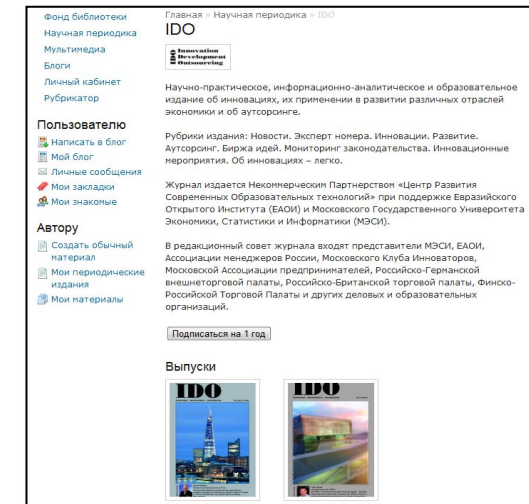 Фонд библиотеки
Научная периодика
Мультимедиа
Блоги
Личный кабинет
Рубрикатор
Пользователю
Написать в блог
Мой блог
Личные сообщения
Мои закладки
Мои знакомые
Автору
Создать обычный
материал
Мои периодические
издания
Мои материалы
Главная » Научная периодика » IDO
IDO
IDO Innovation
Development
Outsourcing
Научно-практическое, информационно-аналитическое и образовательное
издание об инновациях, их применении в развитии различных отраслей
экономики и об аутсорсинге.
Рубрики издания: Новости. Эксперт номера. Инновации. Развитие.
Аутсорсинг. Биржа идей. Мониторинг законодательства. Инновационные
мероприятия. Об инновациях – легко.
Журнал издается Некоммерческим Партнерством «Центр Развития
Современных Образовательных технологий» при поддержке Евразийского
Открытого Института (ЕАОИ) и Московского Государственного Университета
Экономики, Статистики и Информатики (МЭСИ).
В редакционный совет журнала входят представители МЭСИ, ЕАОИ,
Ассоциации менеджеров России, Московского Клуба Инноваторов,
Московской Ассоциации предпринимателей, Российско-Германской
внешнеторговой палаты, Российско-Британской торговой палаты, Финско-
Российской Торговой Палаты и других деловых и образовательных
организаций.
Подписаться на 1 год
Выпуски
IDO
IDO